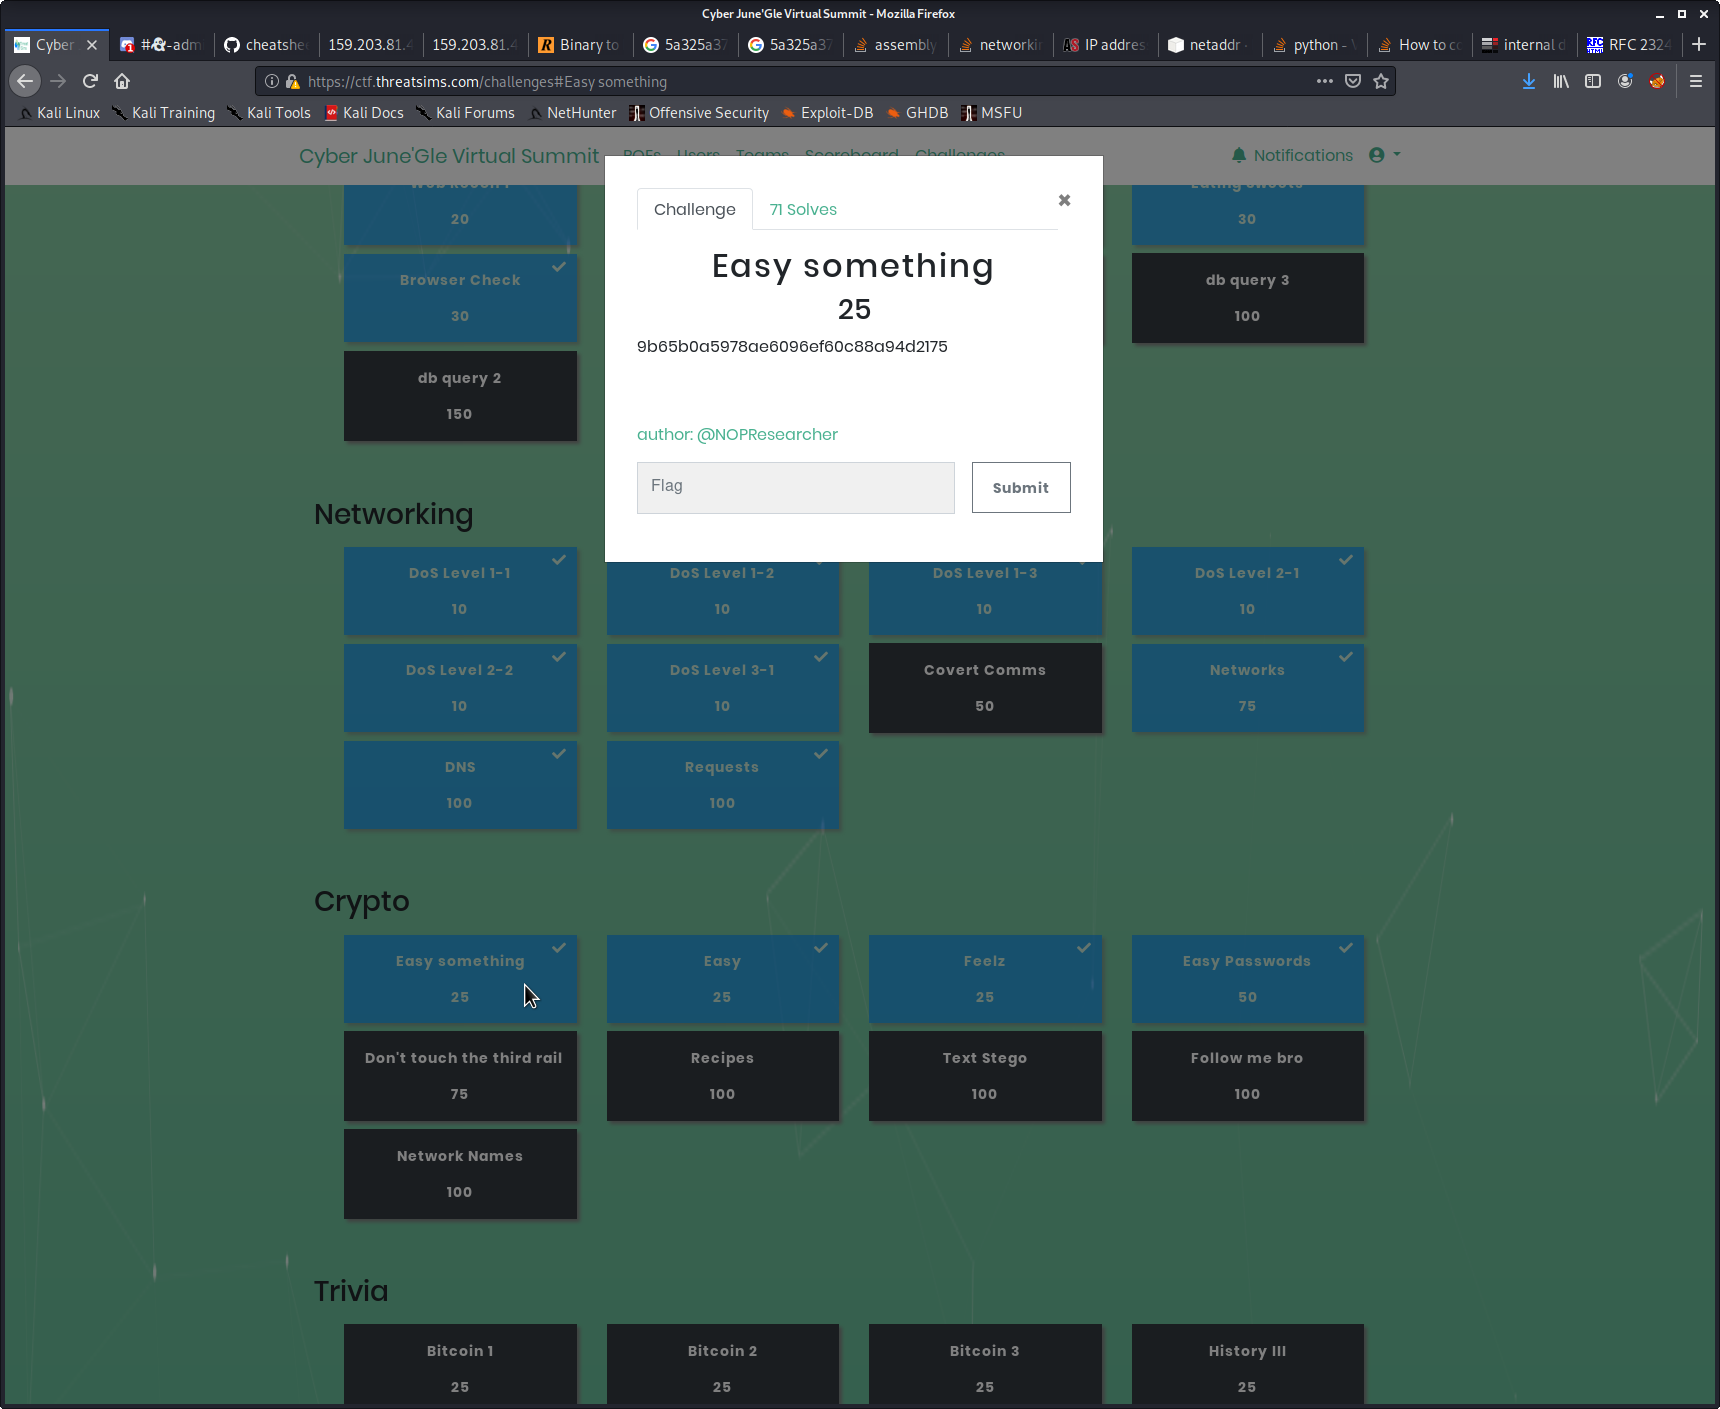 Cyber June'Gle Virtual Summit - Mozilla Firefox
Cyber
cheatshe
159.203.81.4
159.203.81.4
Binary to
5a325a37
5a325a37
assembly
networki
IP addres
netaddr
python -
How to co
internal d
RFC 2324
https://ctf.threatsims.com/challenges#Easy something
Kali Linux
Kali Training
Kali Tools
Kali Docs
Kali Forums
NetHunter
Offensive Security
Exploit-DB
GHDB
MSFU
Cyber June'Gle Virtual Summit
Users
Teams
Scoreboard
Challenges
Notifications
Challenge
71 Solves
Easy something
25
9b65b0a5978ae6096ef60c88a94d2175
author: @NOPResearcher
Flag
Submit
20
Eating sweets
30
Browser Check
30
db query 3
100
db query 2
150
Networking
DoS Level 1-1
10
DoS Level 1-2
10
DoS Level 1-3
10
DoS Level 2-1
10
DoS Level 2-2
10
DoS Level 3-1
10
Covert Comms
50
Networks
75
DNS
100
Requests
100
Crypto
Easy something
25
Easy
25
Feelz
25
Easy Passwords
50
Don't touch the third rail
75
Recipes
100
Text Stego
100
Follow me bro
100
Network Names
100
Trivia
Bitcoin 1
25
Bitcoin 2
25
Bitcoin 3
25
History III
25